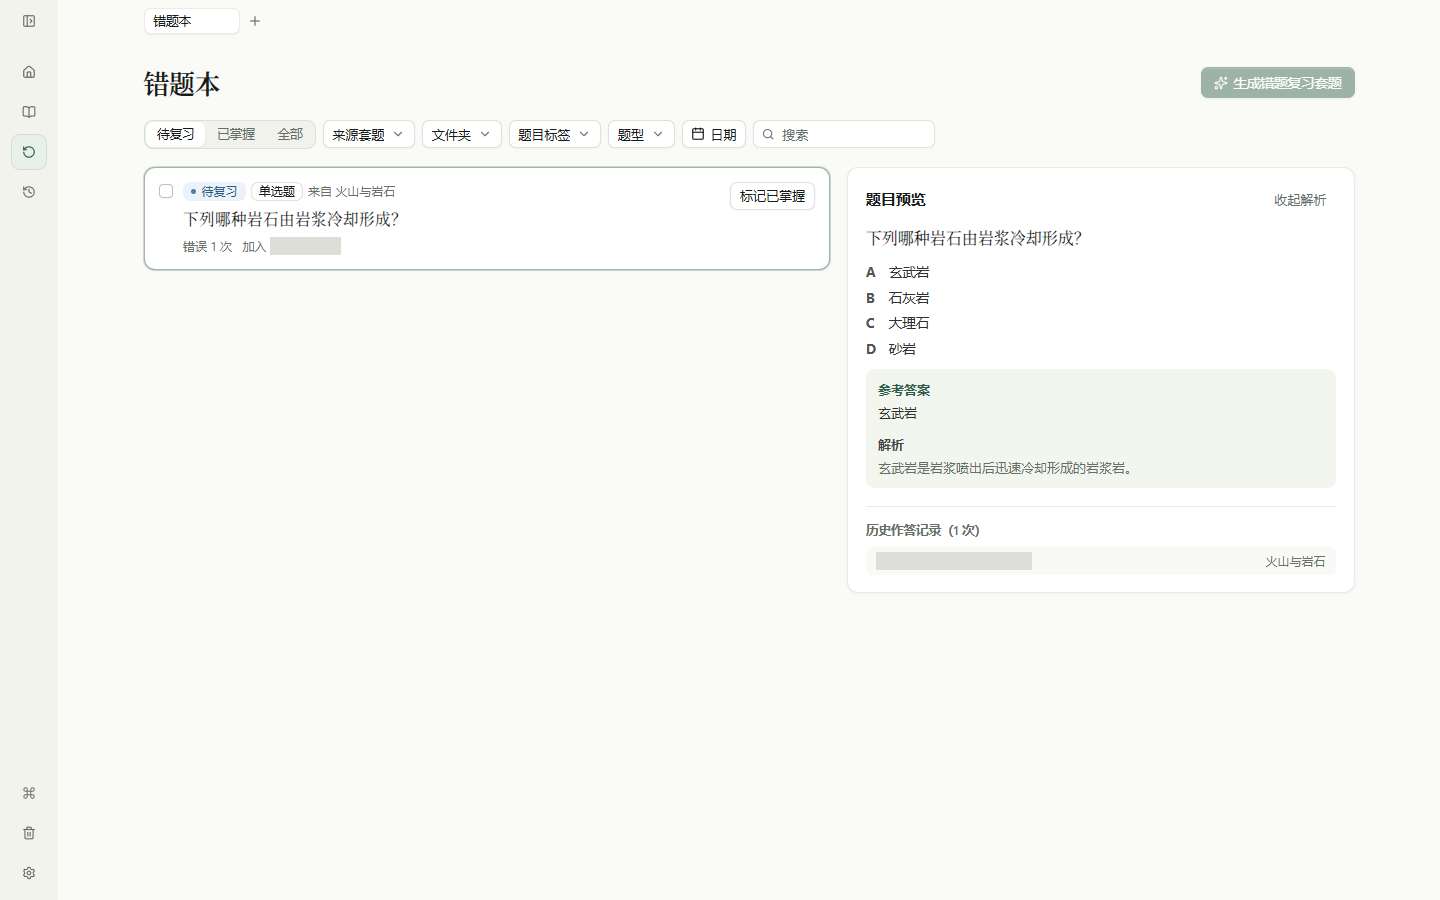 错题本
错题本
生成错题复习套题
待复习 已掌握 全部 来源套题 文件夹 题目标签 题型 日期 搜索
待复习 单选题 来自 火山与岩石
标记已掌握
下列哪种岩石由岩浆冷却形成？
错误 1 次 加入
题目预览
收起解析
下列哪种岩石由岩浆冷却形成？
A 玄武岩
B 石灰岩
C 大理石
D 砂岩
参考答案
玄武岩
解析
玄武岩是岩浆喷出后迅速冷却形成的岩浆岩。
历史作答记录（1 次）
火山与岩石